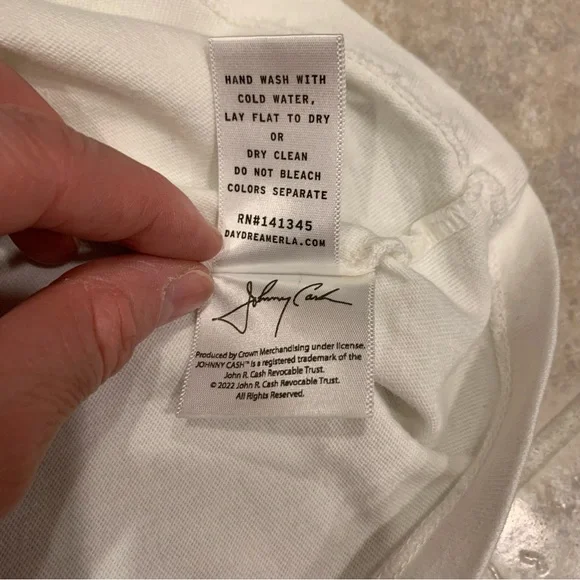 HAND WASH WITH
COLD WATER,
LAY FLAT TO DRY
OR
DRY CLEAN
DO NOT BLEACH
COLORS SEPARATE
RN#141345
DAYDREAMERLA.COM
Johnny Cash
Produced by Crown Merchandising under license.
JOHNNY CASH™ is a registered trademark of the
John R. Cash Revocable Trust.
© 2022 John R. Cash Revocable Trust.
All Rights Reserved.